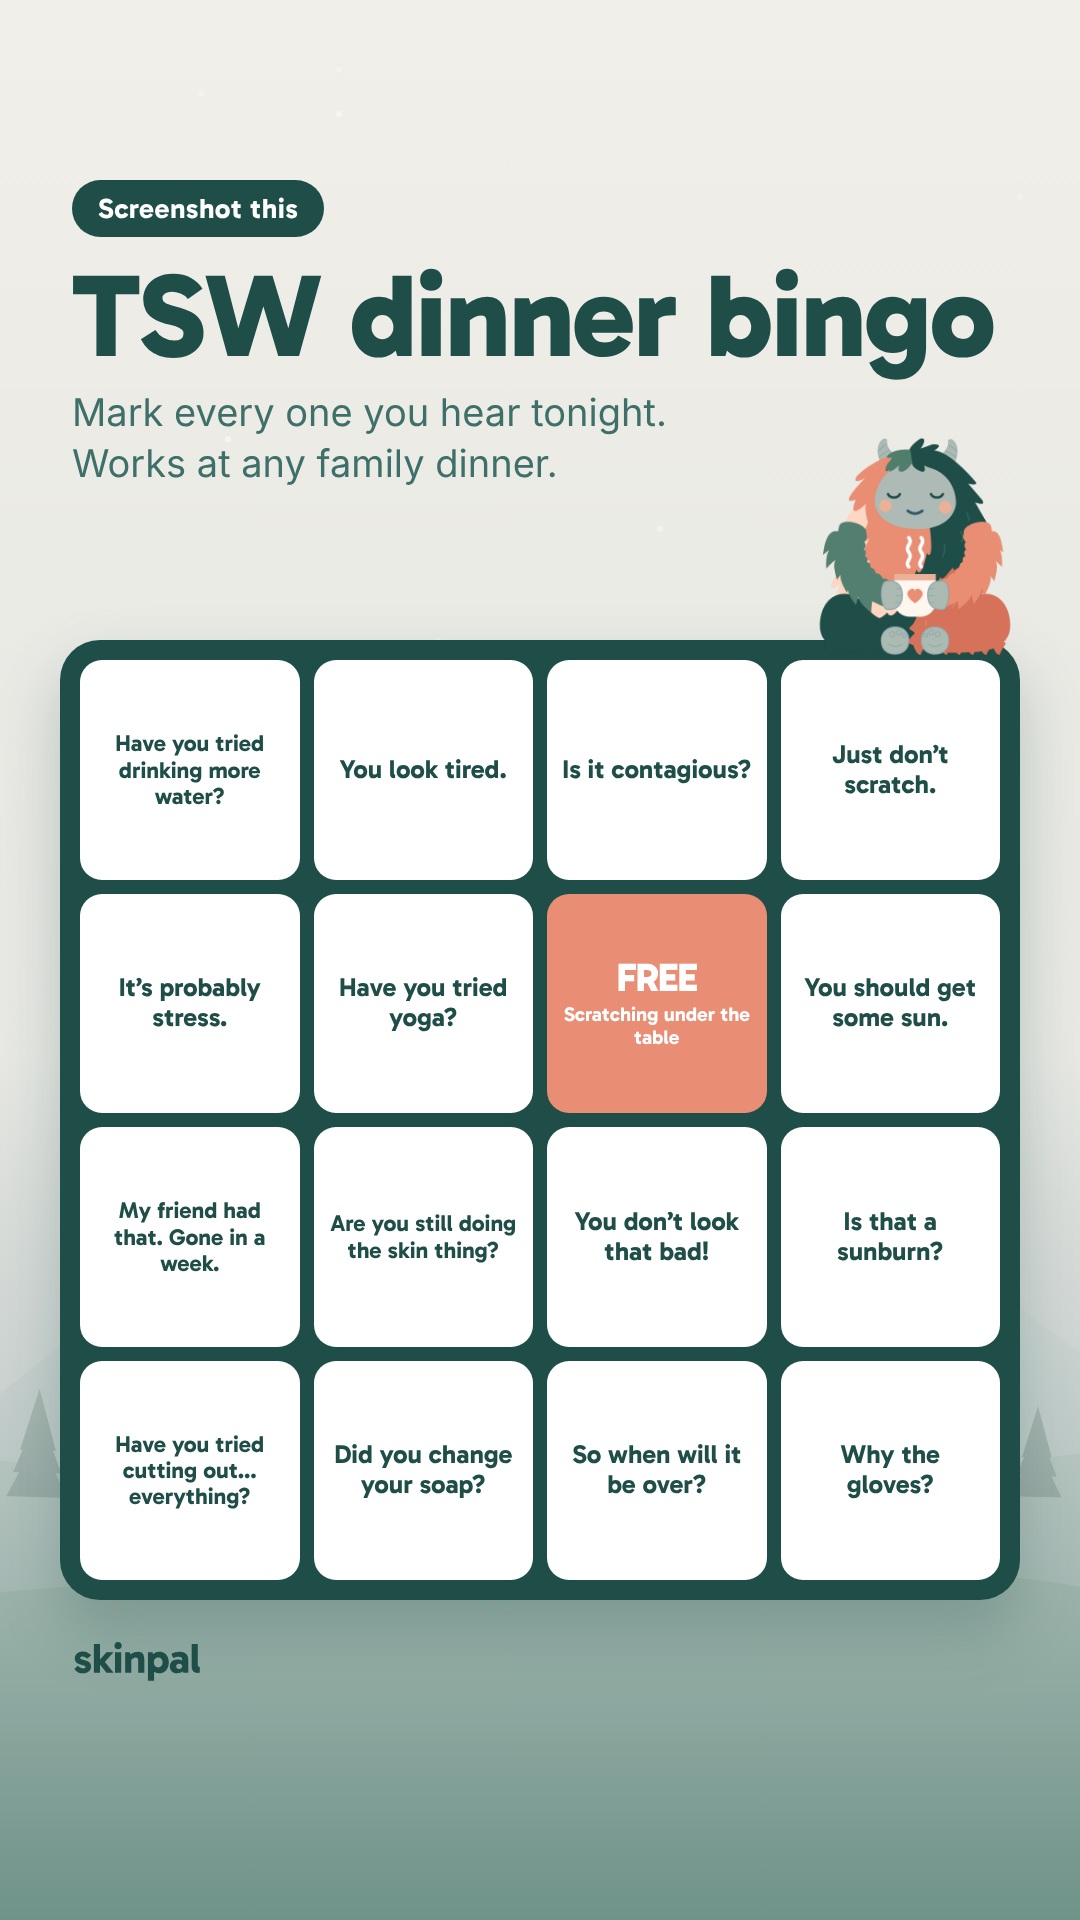 Screenshot this
TSW dinner bingo
Mark every one you hear tonight.
Works at any family dinner.
Have you tried
drinking more
water?
You look tired.
Is it contagious?
Just don’t
scratch.
It’s probably
stress.
Have you tried
yoga?
FREE
Scratching under the
table
You should get
some sun.
My friend had
that. Gone in a
week.
Are you still doing
the skin thing?
You don’t look
that bad!
Is that a
sunburn?
Have you tried
cutting out...
everything?
Did you change
your soap?
So when will it
be over?
Why the
gloves?
skinpal